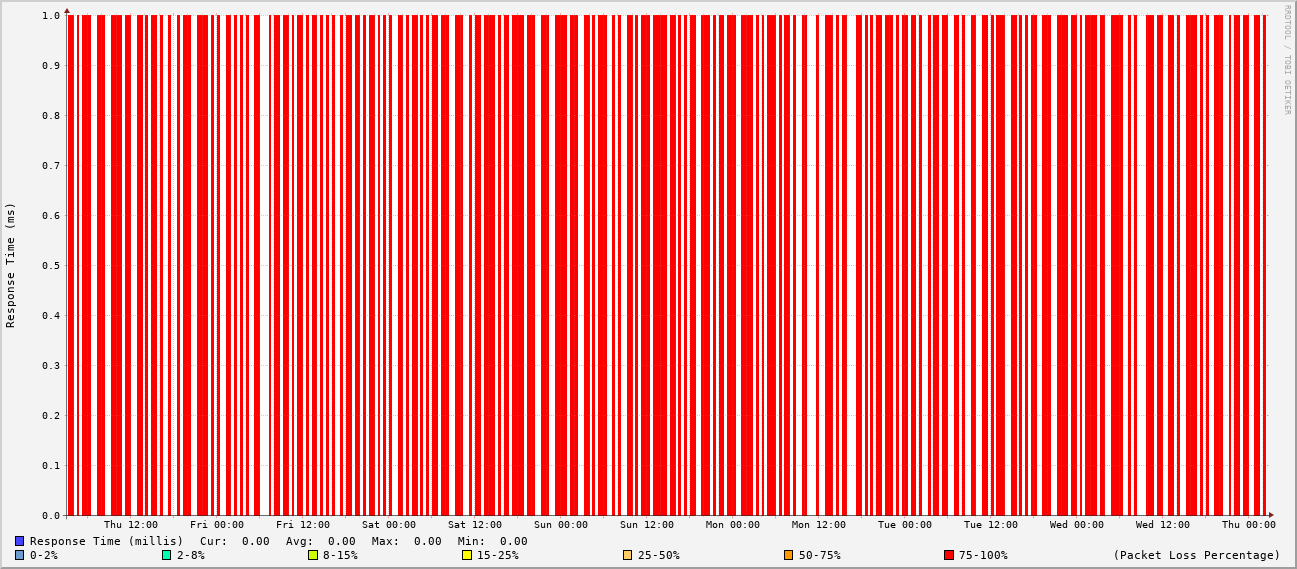 1.0
0.9
0.8
0.7
0.6
0.5
0.4
0.3
0.2
0.1
0.0
Response Time (ms)
RRDTOOL / TOBI OETIKER
Thu 12:00 Fri 00:00 Fri 12:00 Sat 00:00 Sat 12:00 Sun 00:00 Sun 12:00 Mon 00:00 Mon 12:00 Tue 00:00 Tue 12:00 Wed 00:00 Wed 12:00 Thu 00:00
Response Time (millis) Cur: 0.00 Avg: 0.00 Max: 0.00 Min: 0.00
0-2% 2-8% 8-15% 15-25% 25-50% 50-75% 75-100% (Packet Loss Percentage)